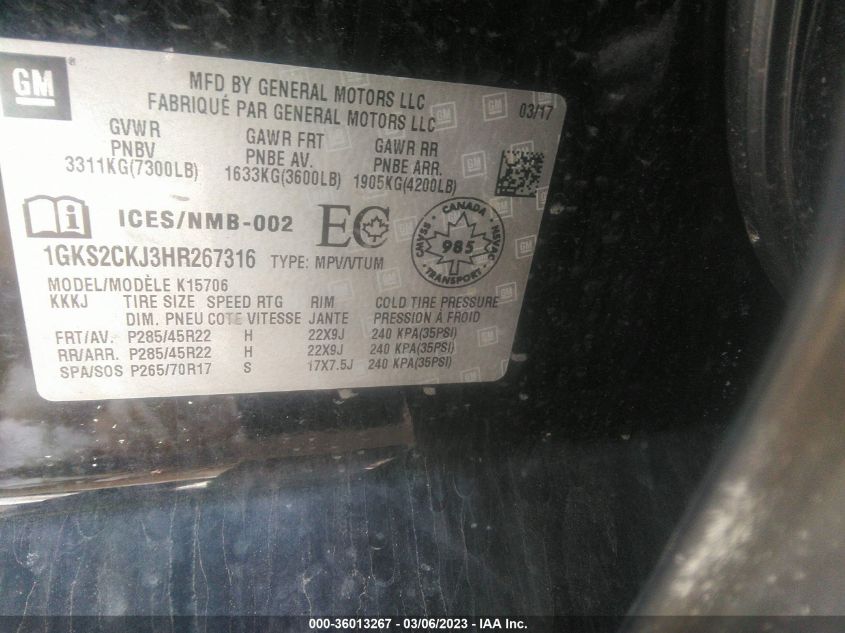 GM
MFD BY GENERAL MOTORS LLC
FABRIQUÉ PAR GENERAL MOTORS LLC
03/17
GVWR GAWR FRT GAWR RR
PNBV PNBE AV. PNBE ARR.
3311KG(7300LB) 1633KG(3600LB) 1905KG(4200LB)
ICES/NMB-002 EC
CANADA
CMVSS NSVAC
985
TRANSPORT
1GKS2CKJ3HR267316 TYPE: MPV/VTUM
MODEL/MODÈLE K15706
KKKJ TIRE SIZE SPEED RTG RIM COLD TIRE PRESSURE
DIM. PNEU COTE VITESSE JANTE PRESSION À FROID
FRT/AV. P285/45R22 H 22X9J 240 KPA(35PSI)
RR/ARR. P285/45R22 H 22X9J 240 KPA(35PSI)
SPA/SOS P265/70R17 S 17X7.5J 240 KPA(35PSI)
000-36013267 - 03/06/2023 - IAA Inc.